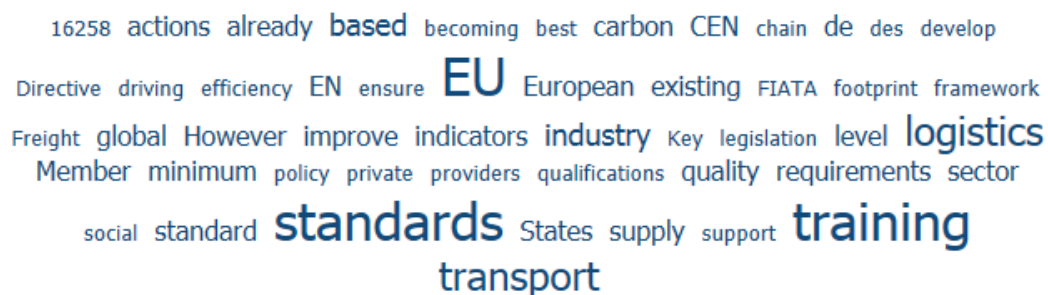 16258 actions already based becoming best carbon CEN chain de des develop
Directive driving efficiency EN ensure EU European existing FIATA footprint framework
Freight global However improve indicators industry Key legislation level logistics
Member minimum policy private providers qualifications quality requirements sector
social standard standards States supply support training
transport